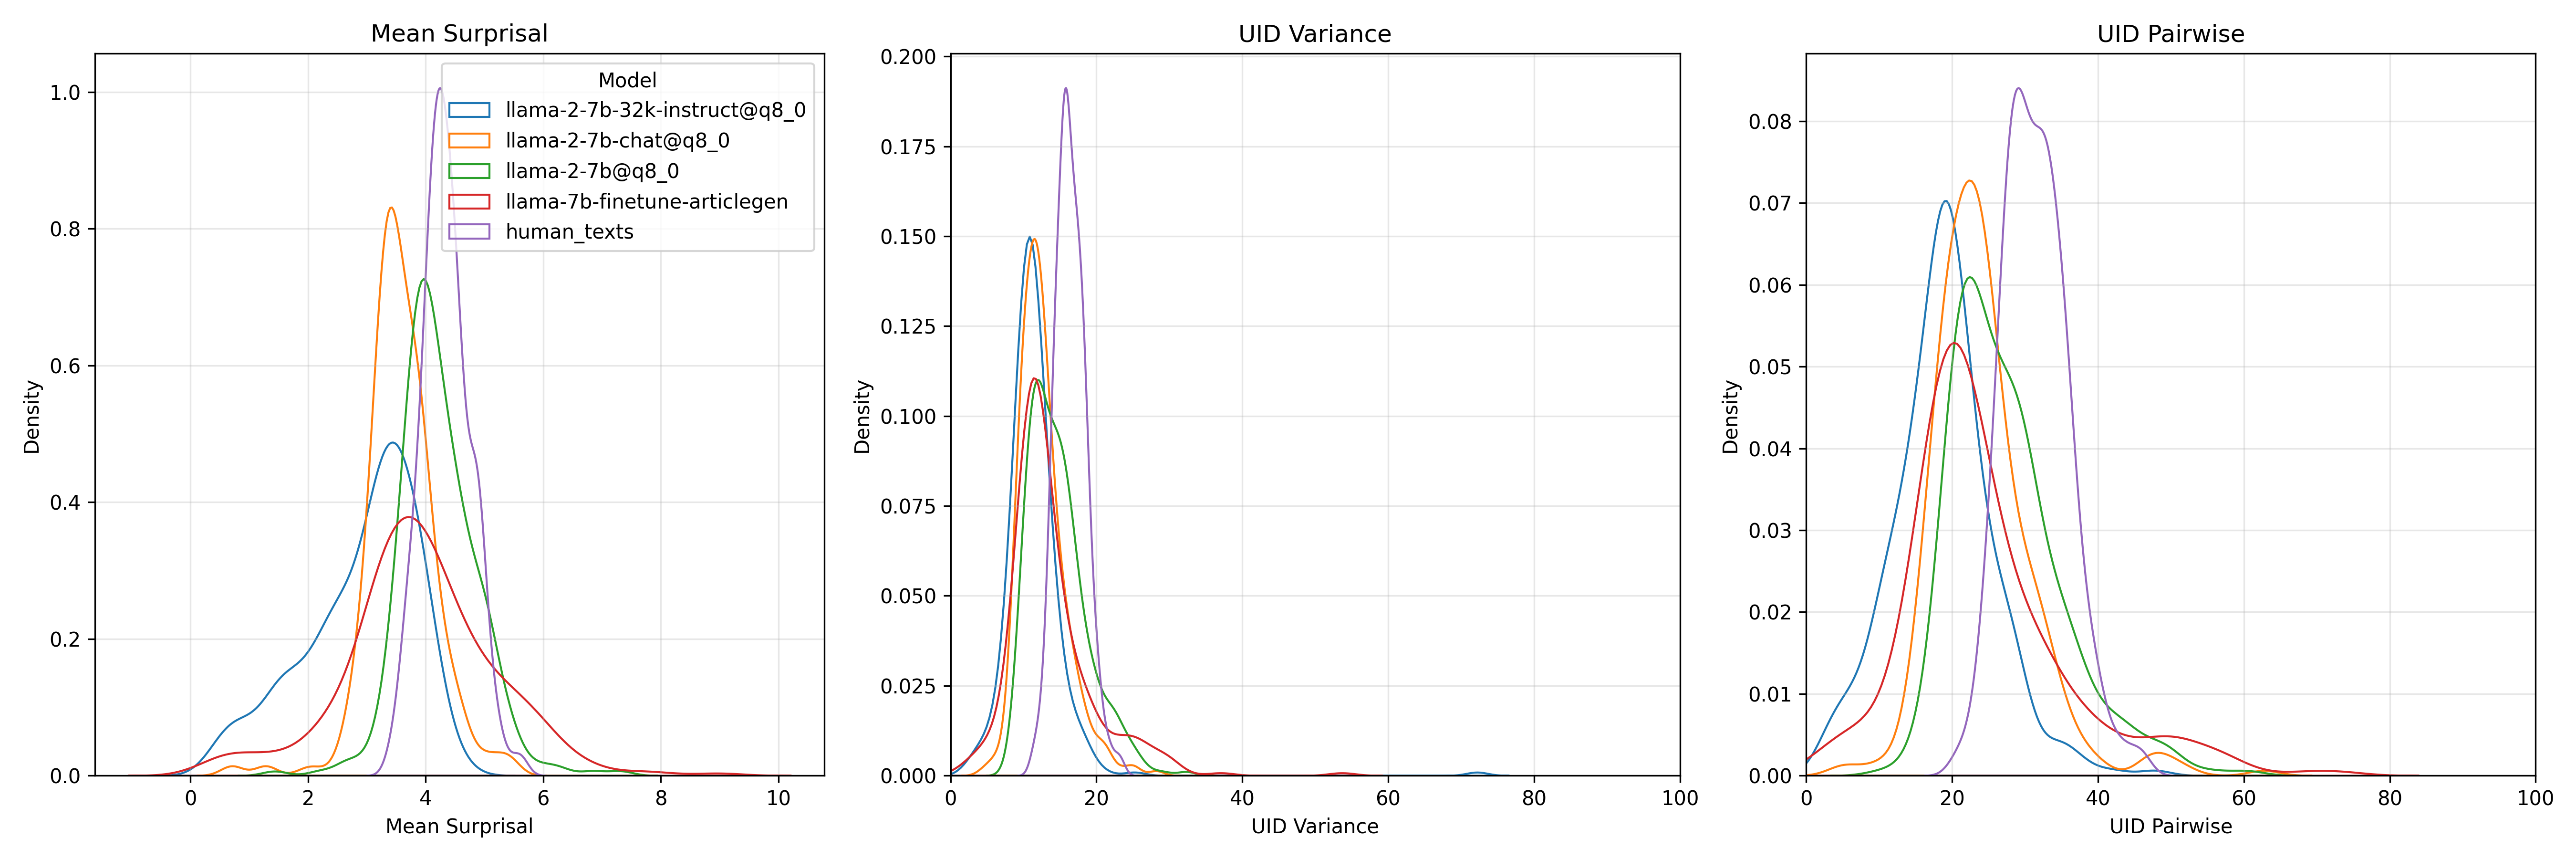 Mean Surprisal
1.0
0.8
0.6
0.4
0.2
0.0
Density
0 2 4 6 8 10
Mean Surprisal
Model
llama-2-7b-32k-instruct@q8_0
llama-2-7b-chat@q8_0
llama-2-7b@q8_0
llama-7b-finetune-articlegen
human_texts
UID Variance
0.200
0.175
0.150
0.125
0.100
0.075
0.050
0.025
0.000
Density
0 20 40 60 80 100
UID Variance
UID Pairwise
0.08
0.07
0.06
0.05
0.04
0.03
0.02
0.01
0.00
Density
0 20 40 60 80 100
UID Pairwise